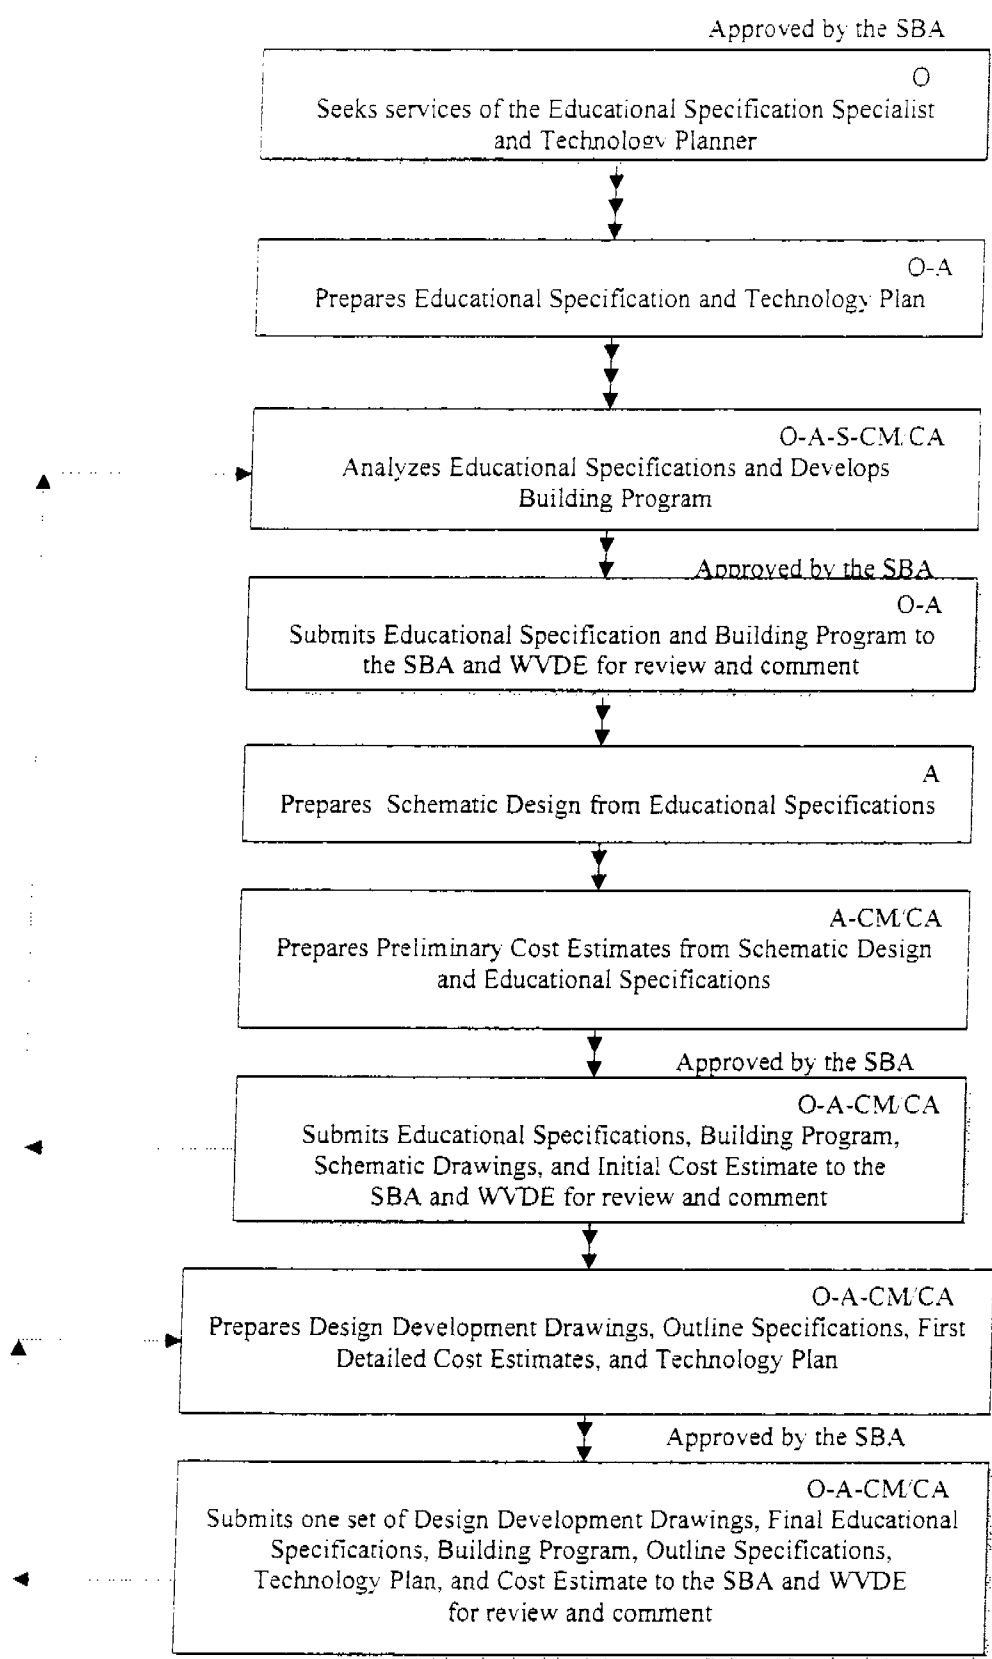 Approved by the SBA
O
Seeks services of the Educational Specification Specialist
and Technology Planner
O-A
Prepares Educational Specification and Technology Plan
O-A-S-CM/CA
Analyzes Educational Specifications and Develops
Building Program
Approved by the SBA
O-A
Submits Educational Specification and Building Program to
the SBA and WVDE for review and comment
A
Prepares Schematic Design from Educational Specifications
A-CM/CA
Prepares Preliminary Cost Estimates from Schematic Design
and Educational Specifications
Approved by the SBA
O-A-CM/CA
Submits Educational Specifications, Building Program,
Schematic Drawings, and Initial Cost Estimate to the
SBA and WVDE for review and comment
O-A-CM/CA
Prepares Design Development Drawings, Outline Specifications, First
Detailed Cost Estimates, and Technology Plan
Approved by the SBA
O-A-CM/CA
Submits one set of Design Development Drawings, Final Educational
Specifications, Building Program, Outline Specifications,
Technology Plan, and Cost Estimate to the SBA and WVDE
for review and comment